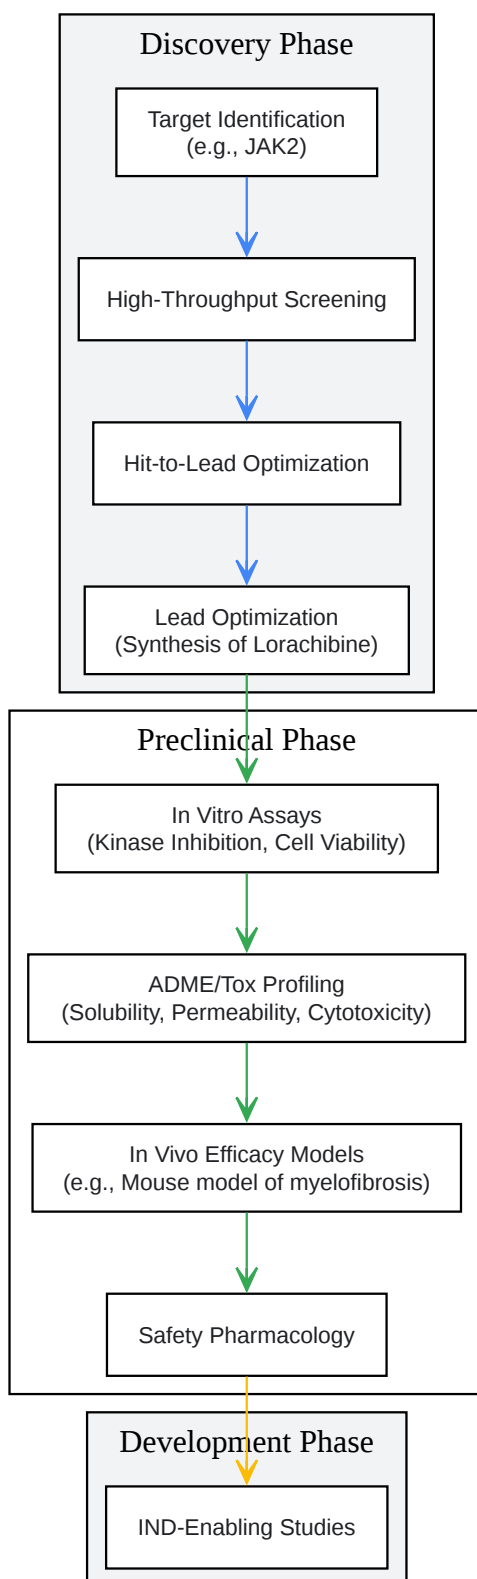 Discovery Phase
Target Identification
(e.g., JAK2)
High-Throughput Screening
Hit-to-Lead Optimization
Lead Optimization
(Synthesis of Lorachibine)
Preclinical Phase
In Vitro Assays
(Kinase Inhibition, Cell Viability)
ADME/Tox Profiling
(Solubility, Permeability, Cytotoxicity)
In Vivo Efficacy Models
(e.g., Mouse model of myelofibrosis)
Safety Pharmacology
Development Phase
IND-Enabling Studies